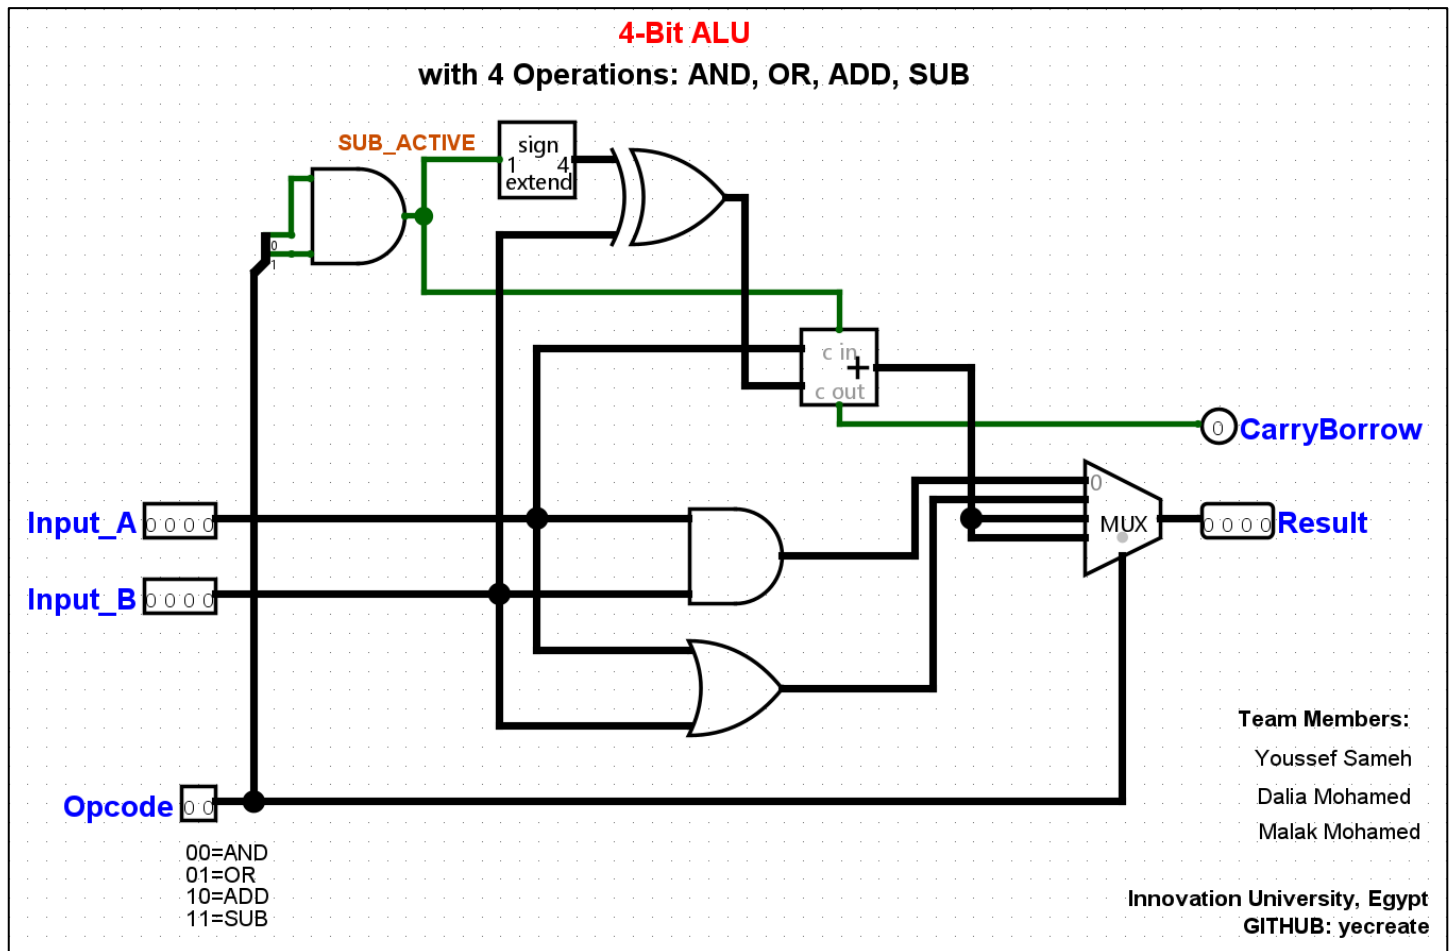 4-Bit ALU
with 4 Operations: AND, OR, ADD, SUB
SUB_ACTIVE
sign
1 4
extend
0
1
c in
+
c out
0
CarryBorrow
0
MUX
Input_A
0 0 0 0
0 0 0 0
Result
Input_B
0 0 0 0
Opcode
0 0
00=AND
01=OR
10=ADD
11=SUB
Team Members:
Youssef Sameh
Dalia Mohamed
Malak Mohamed
Innovation University, Egypt
GITHUB: yecreate